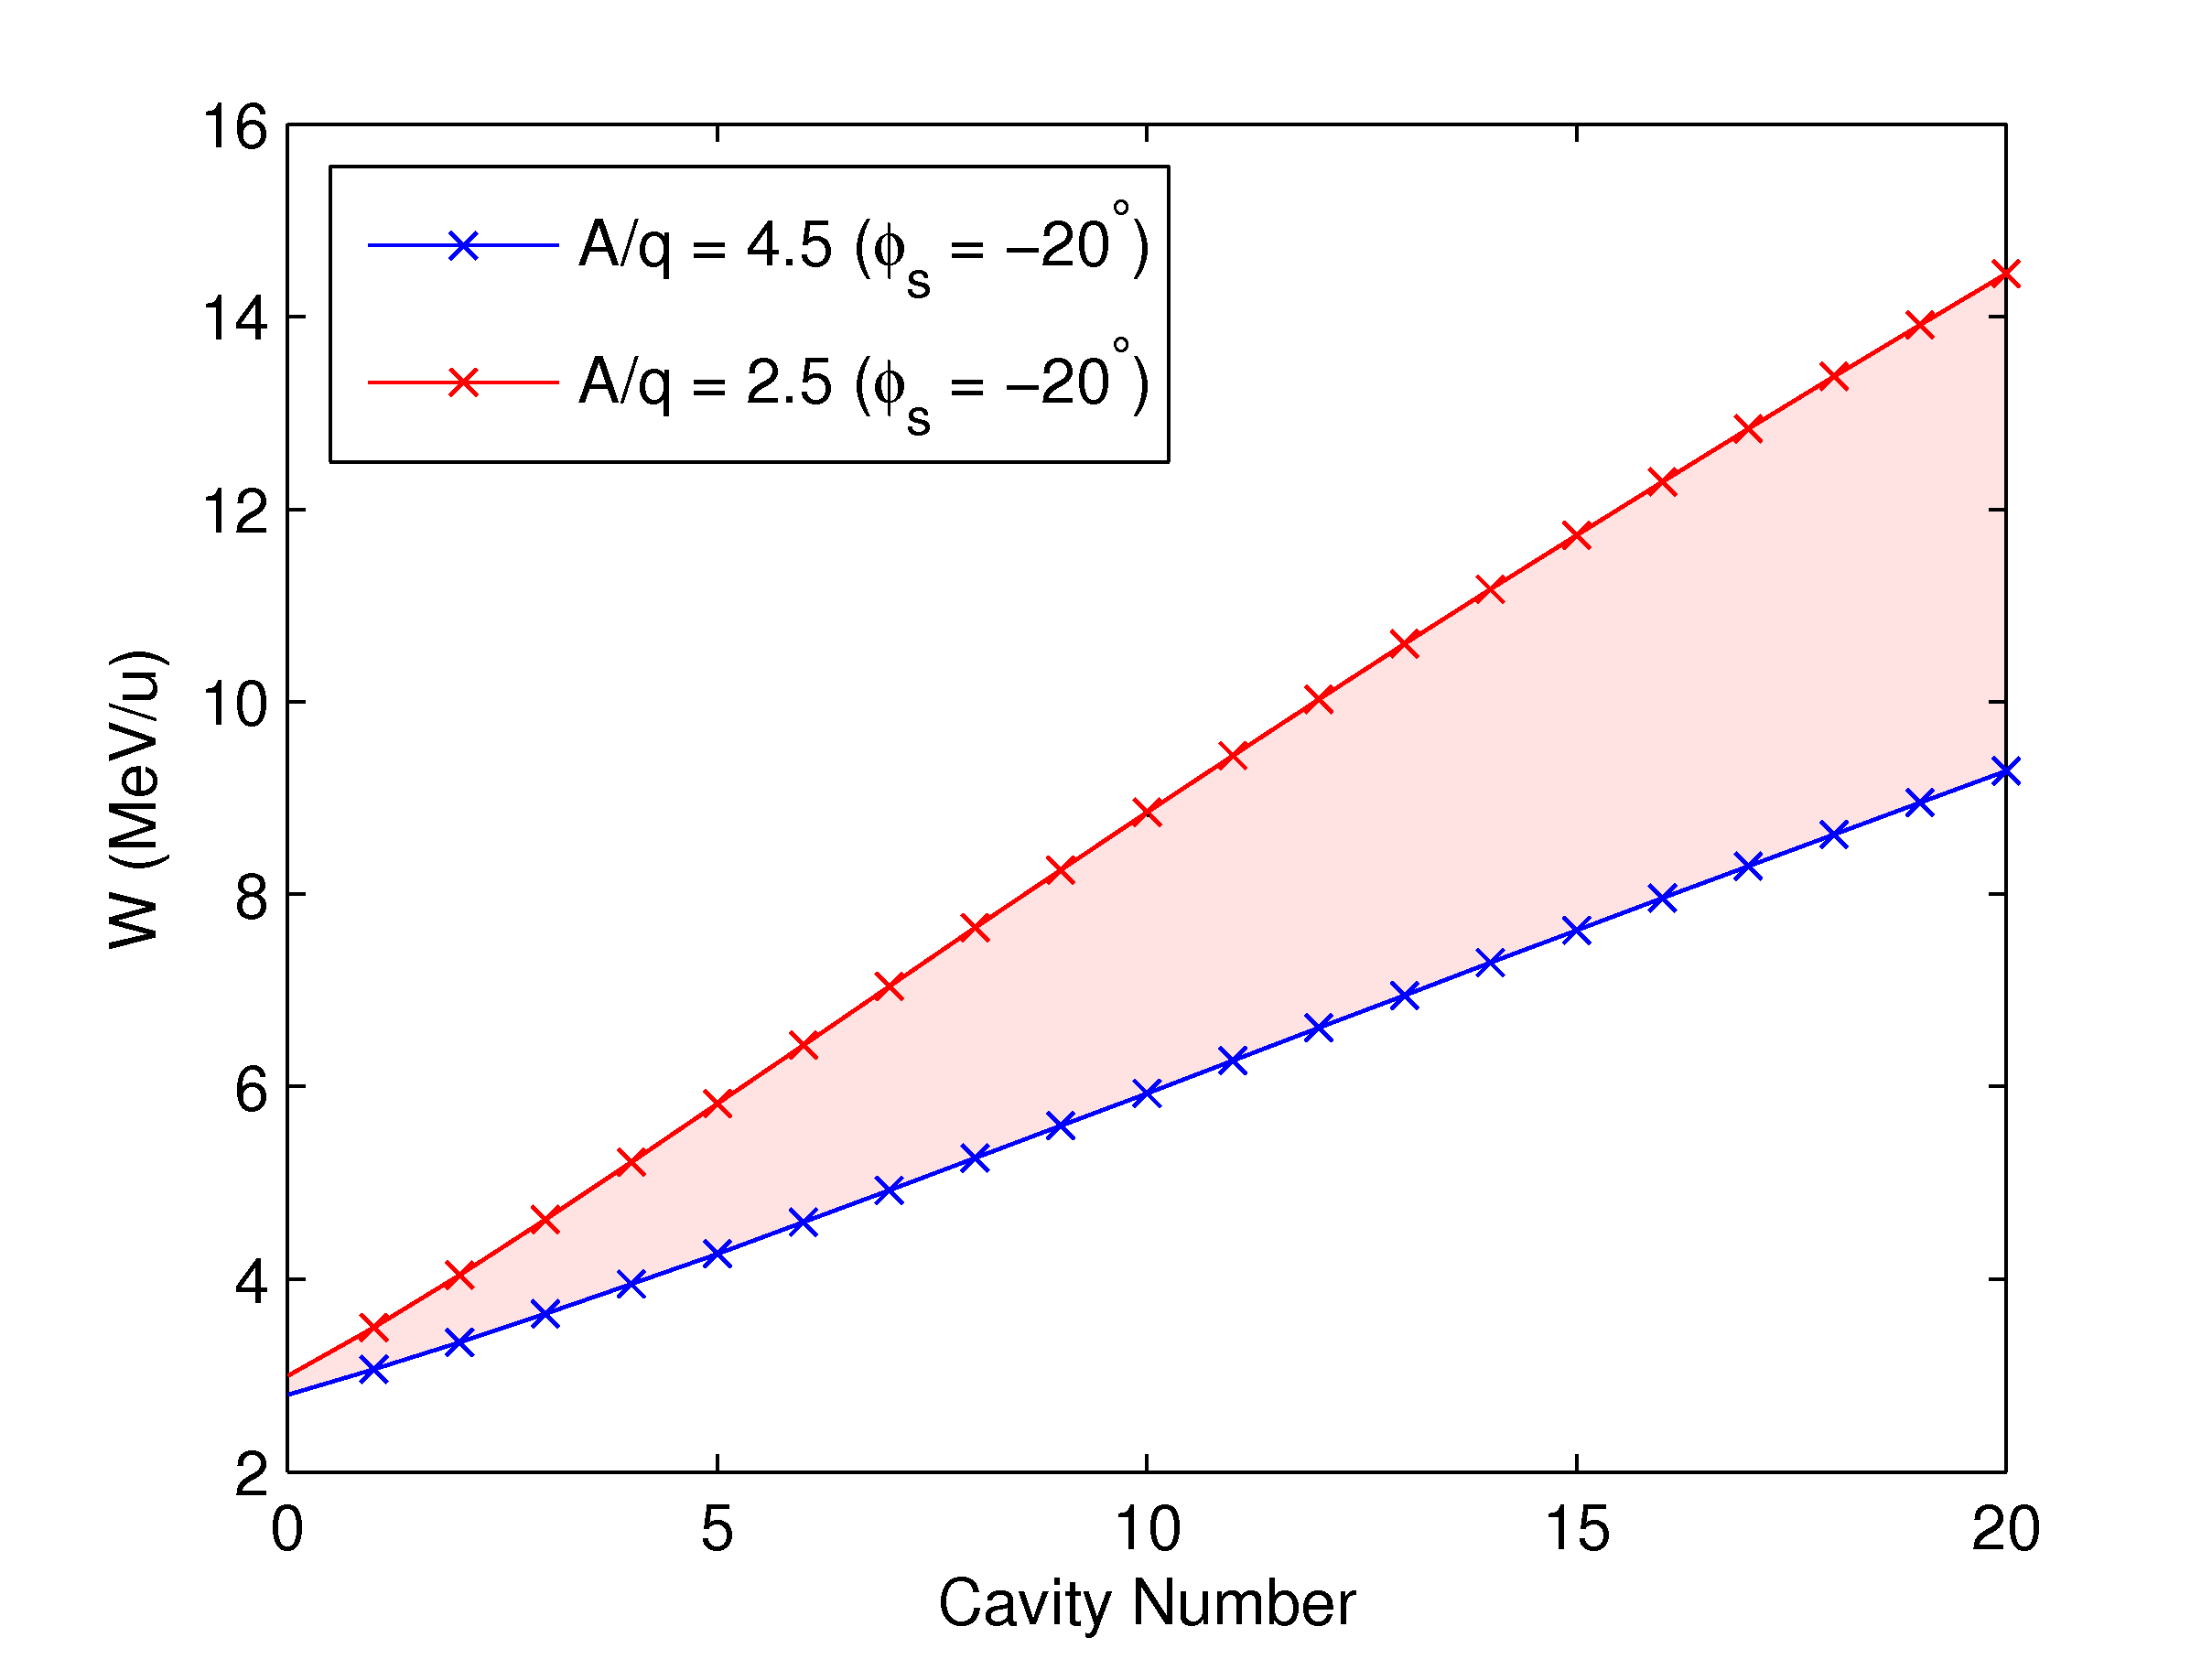 16
14
12
10
8
6
4
2
0 5 10 15 20
W (MeV/u)
Cavity Number
A/q = 4.5 (ϕs = −20°)
A/q = 2.5 (ϕs = −20°)